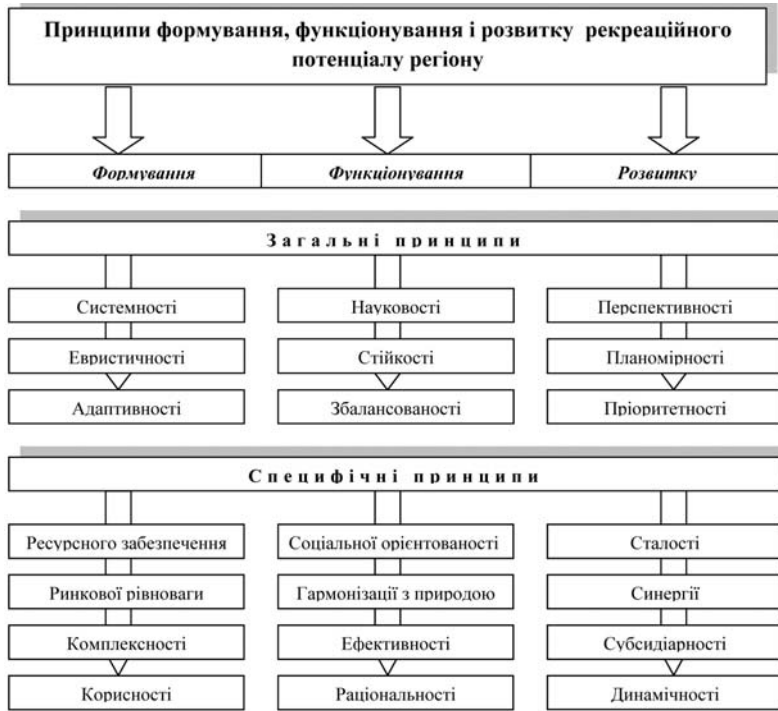 Принципи формування, функціонування і розвитку рекреаційного
потенціалу регіону
Формування Функціонування Розвитку
Загальні принципи
Системності Науковості Перспективності
Евристичності Стійкості Планомірності
Адаптивності Збалансованості Пріоритетності
Специфічні принципи
Ресурсного забезпечення Соціальної орієнтованості Сталості
Ринкової рівноваги Гармонізації з природою Синергії
Комплексності Ефективності Субсидіарності
Корисності Раціональності Динамічності